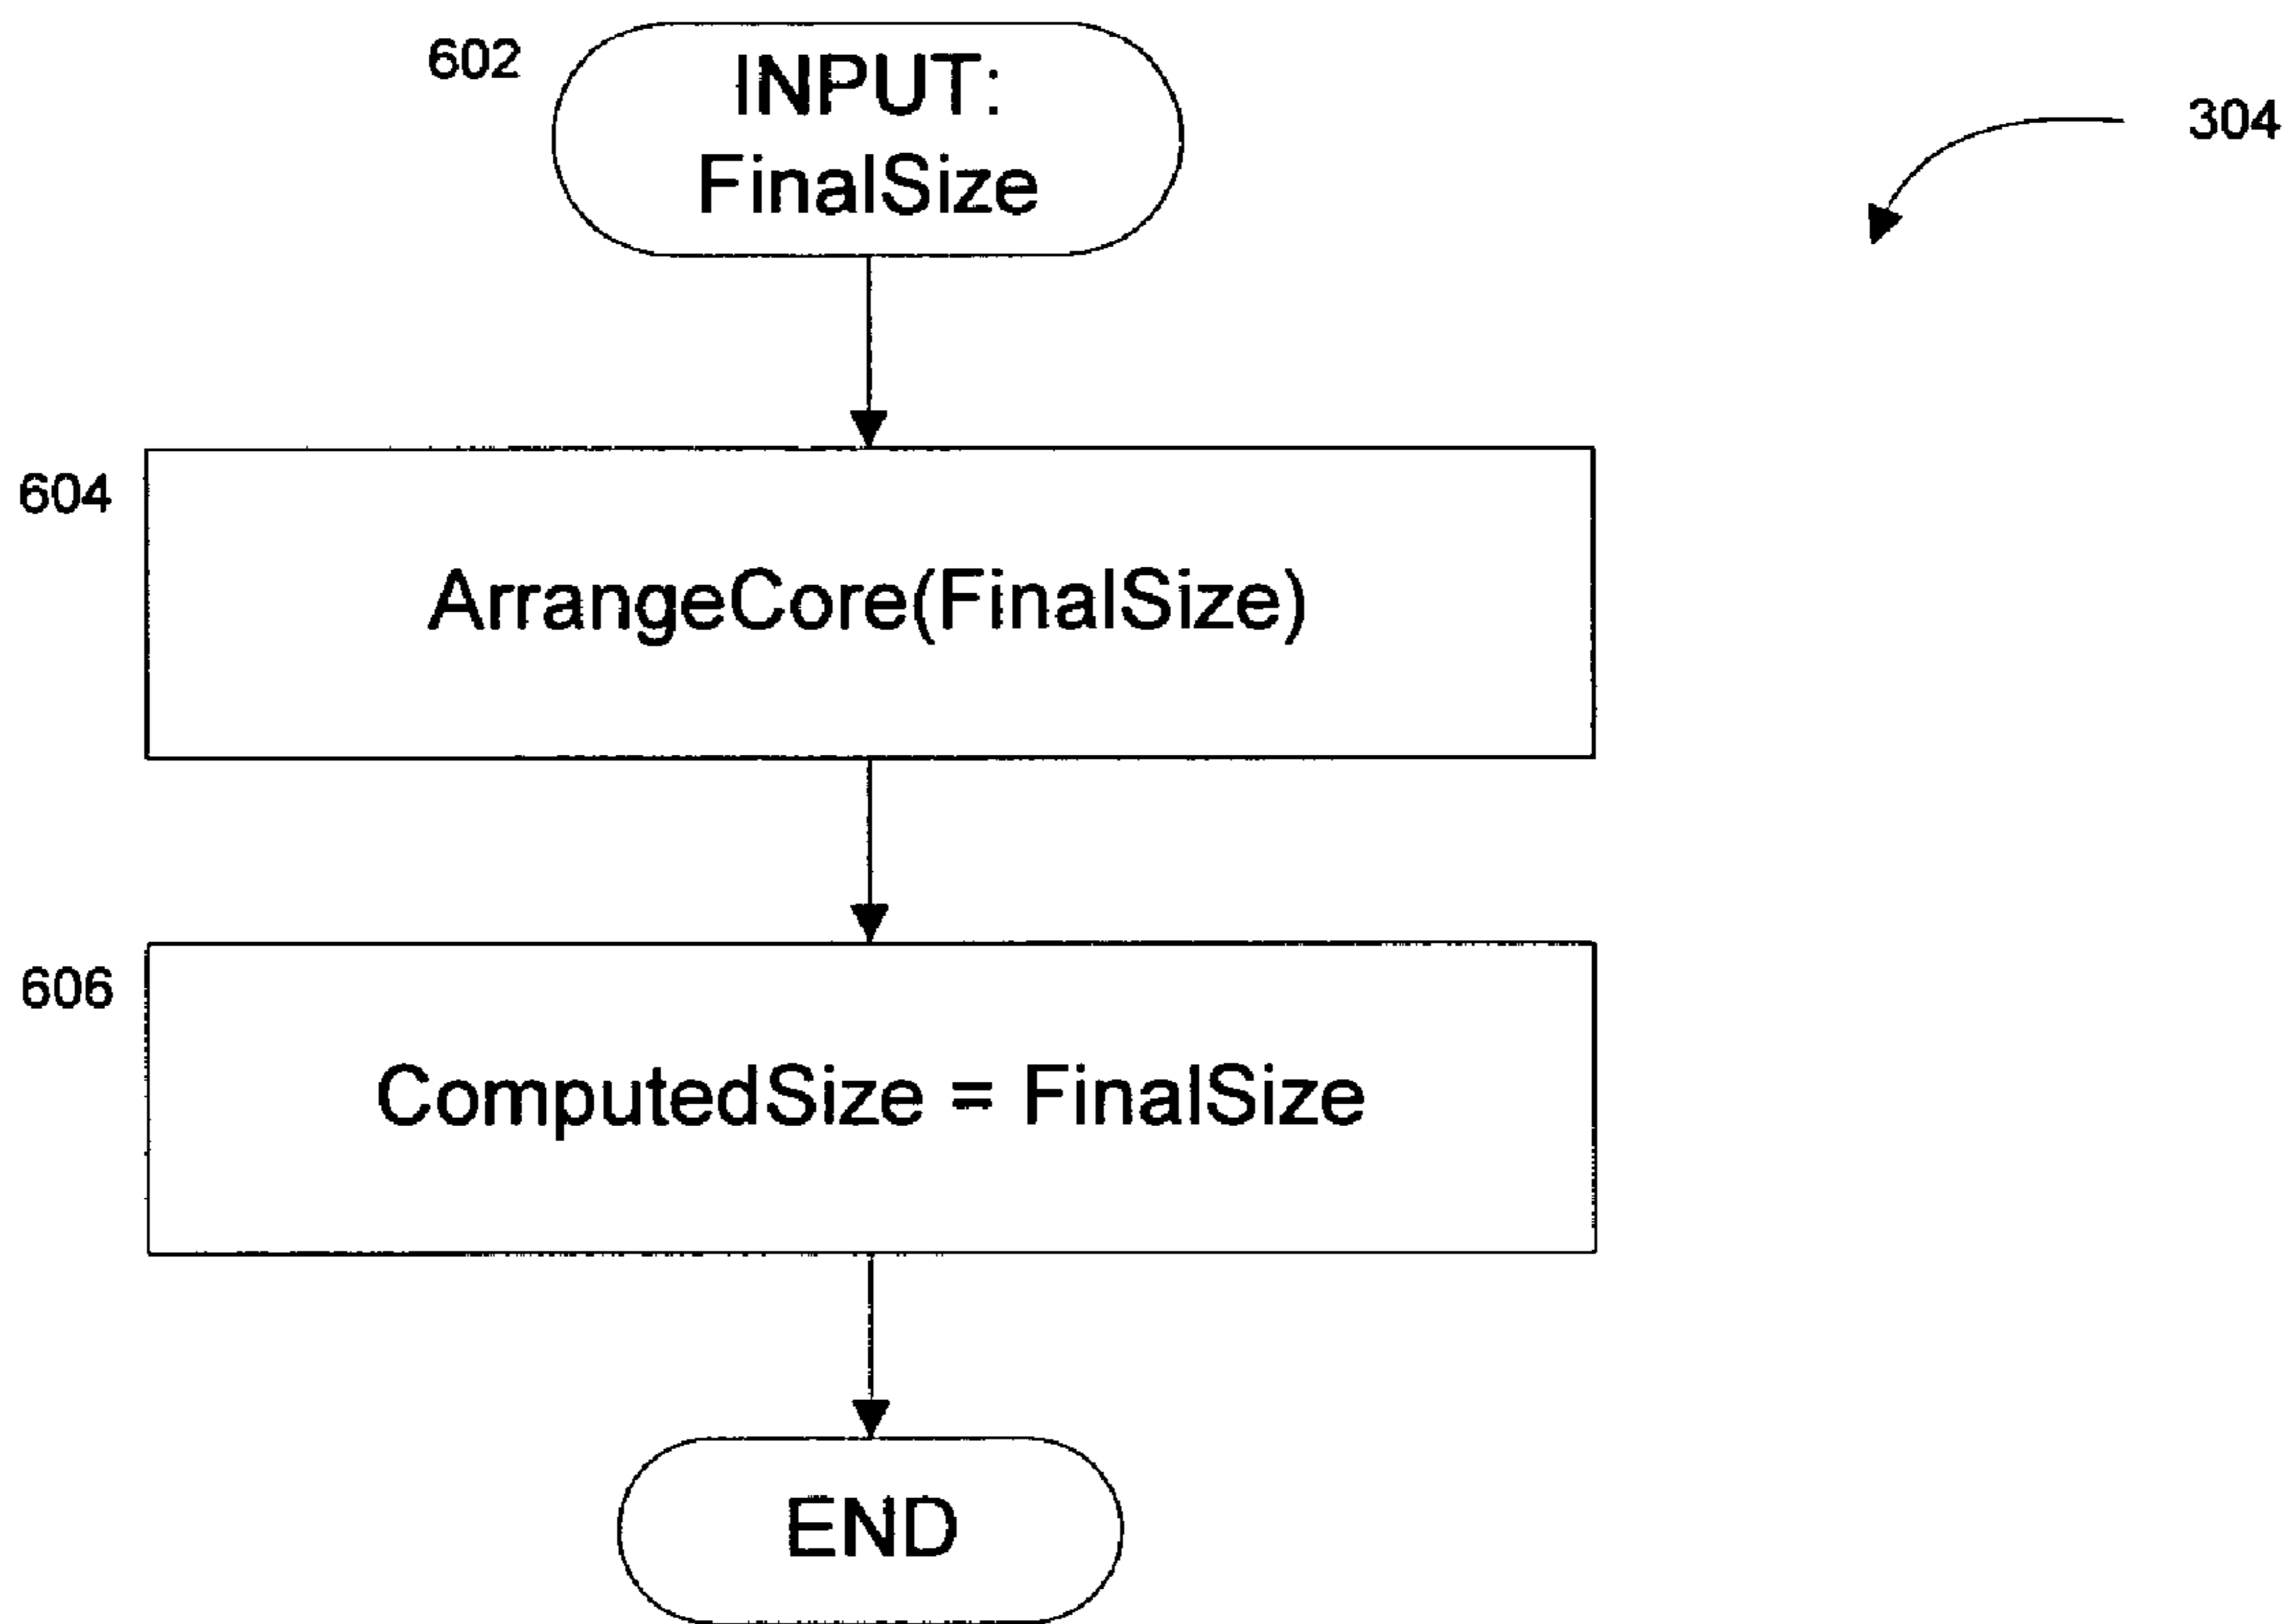 602
INPUT:
FinalSize
304
604
ArrangeCore(FinalSize)
606
ComputedSize = FinalSize
END